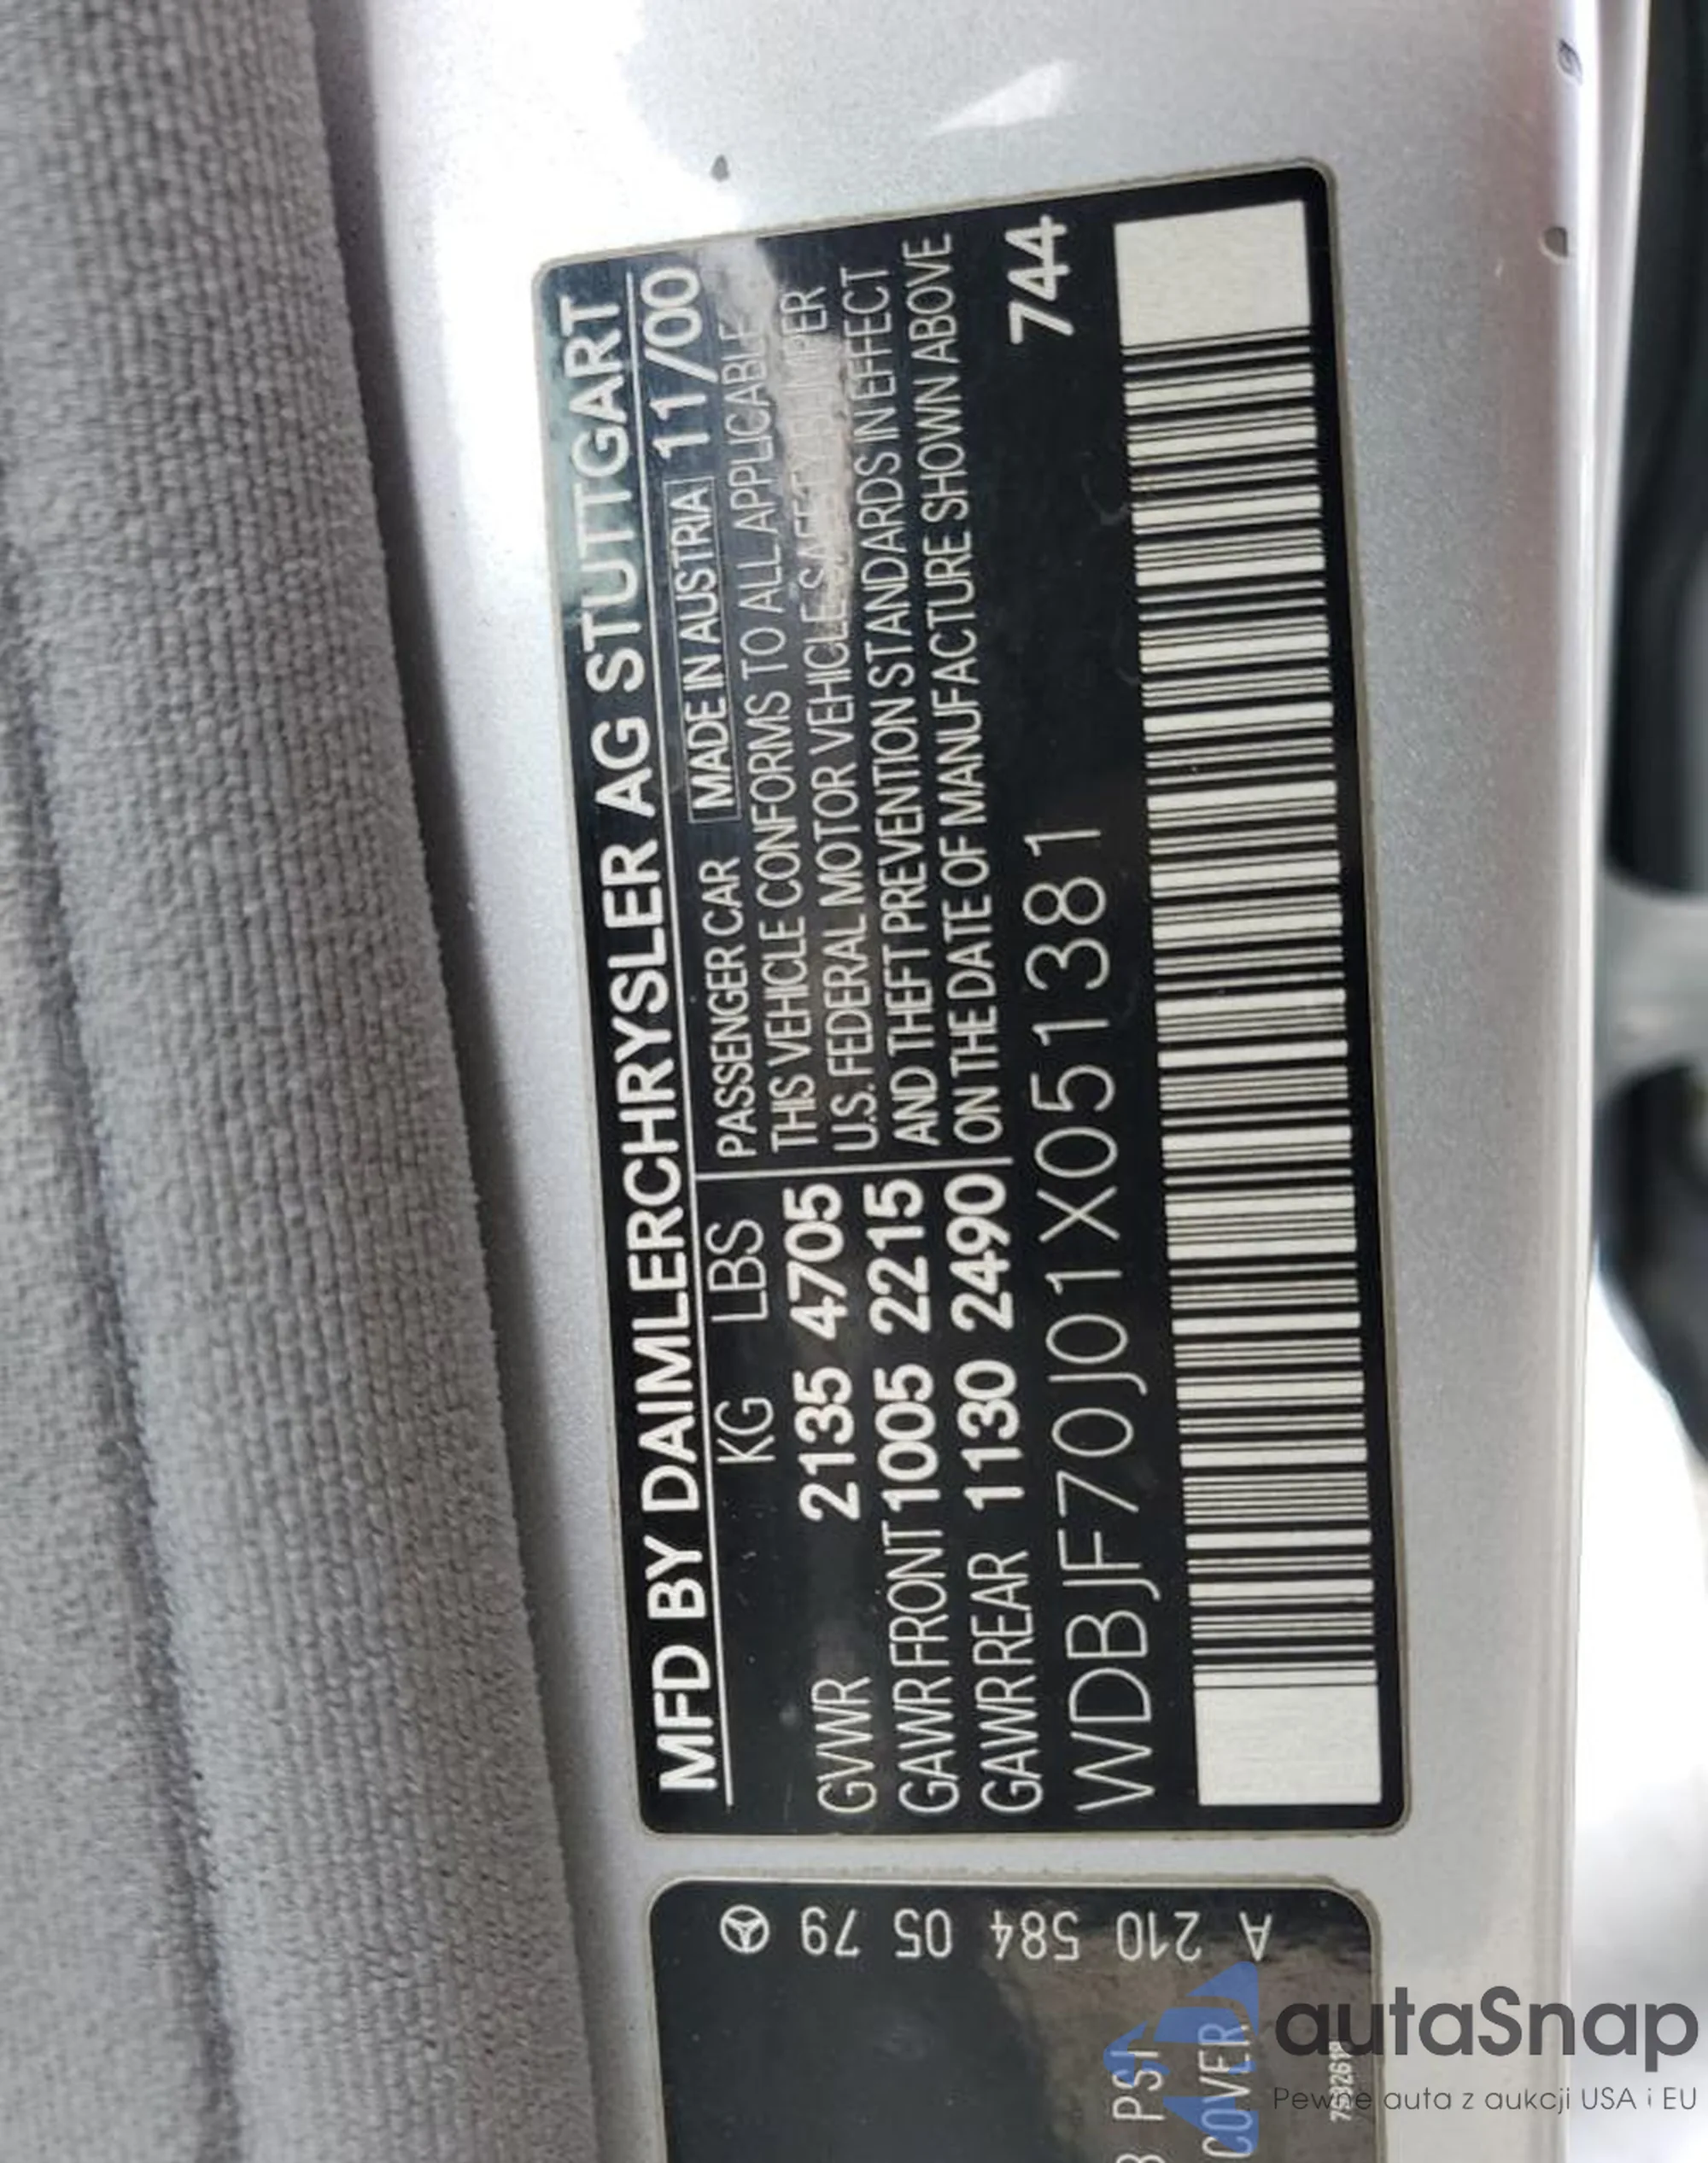 MFD BY DAIMLERCHRYSLER AG STUTTGART
KG LBS
PASSENGER CAR MADE IN AUSTRIA 11/00
GVWR 2135 4705
THIS VEHICLE CONFORMS TO ALL APPLICABLE
U.S. FEDERAL MOTOR VEHICLE SAFETY BUMPER
GAWR FRONT 1005 2215
AND THEFT PREVENTION STANDARDS IN EFFECT
GAWR REAR 1130 2490
ON THE DATE OF MANUFACTURE SHOWN ABOVE
WDBJF70J01X051381 744
A 210 584 05 79
PSI
COVER
autaSnap
Pewne auta z aukcji USA i EU